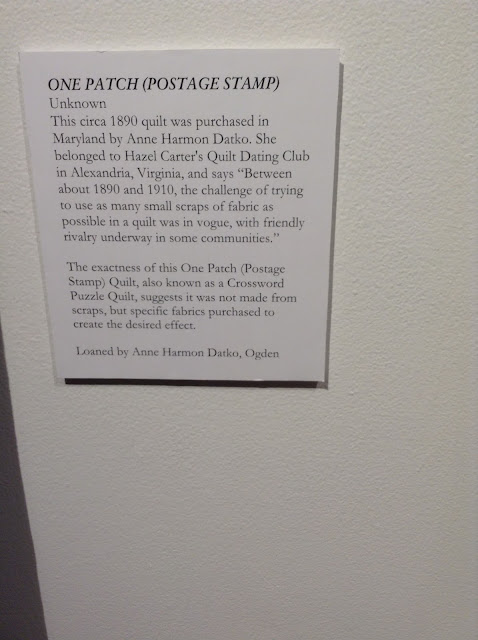 ONE PATCH (POSTAGE STAMP)
Unknown
This circa 1890 quilt was purchased in
Maryland by Anne Harmon Datko. She
belonged to Hazel Carter's Quilt Dating Club
in Alexandria, Virginia, and says “Between
about 1890 and 1910, the challenge of trying
to use as many small scraps of fabric as
possible in a quilt was in vogue, with friendly
rivalry underway in some communities.”
The exactness of this One Patch (Postage
Stamp) Quilt, also known as a Crossword
Puzzle Quilt, suggests it was not made from
scraps, but specific fabrics purchased to
create the desired effect.
Loaned by Anne Harmon Datko, Ogden